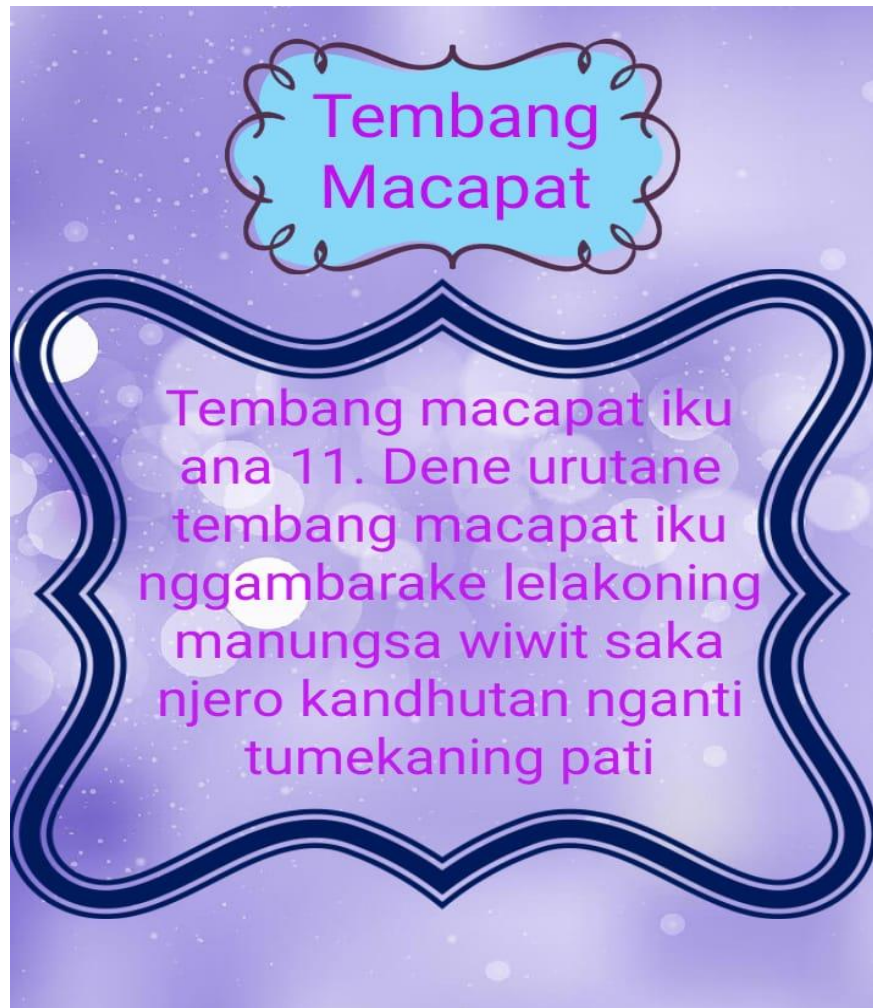 Tembang
Macapat
Tembang macapat iku
ana 11. Dene urutane
tembang macapat iku
nggambarake lelakoning
manungsa wiwit saka
njero kandhutan nganti
tumekaning pati